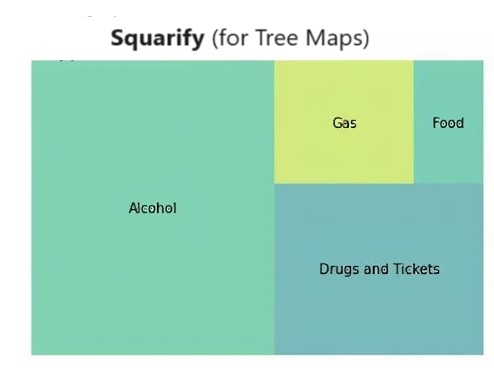 Squarify (for Tree Maps)
Gas
Food
Alcohol
Drugs and Tickets